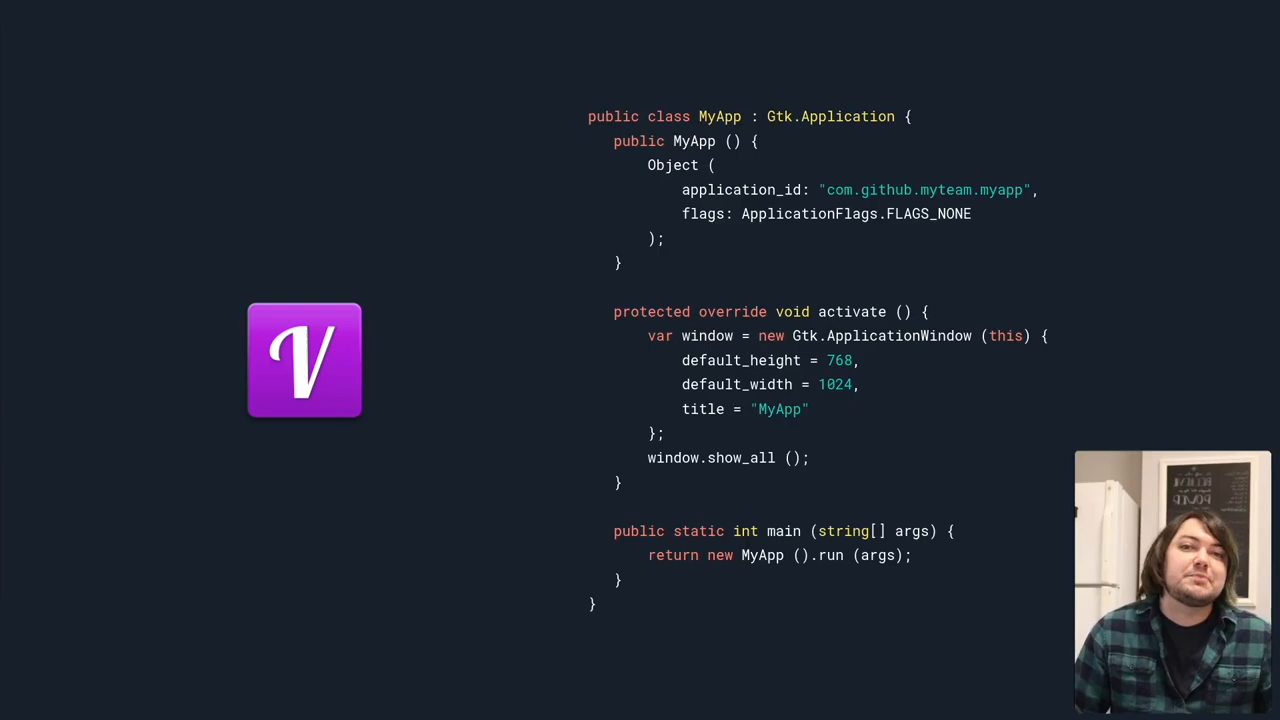 V
public class MyApp : Gtk.Application {
public MyApp () {
Object (
application_id: "com.github.myteam.myapp",
flags: ApplicationFlags.FLAGS_NONE
);
}
protected override void activate () {
var window = new Gtk.ApplicationWindow (this) {
default_height = 768,
default_width = 1024,
title = "MyApp"
};
window.show_all ();
}
public static int main (string[] args) {
return new MyApp ().run (args);
}
}